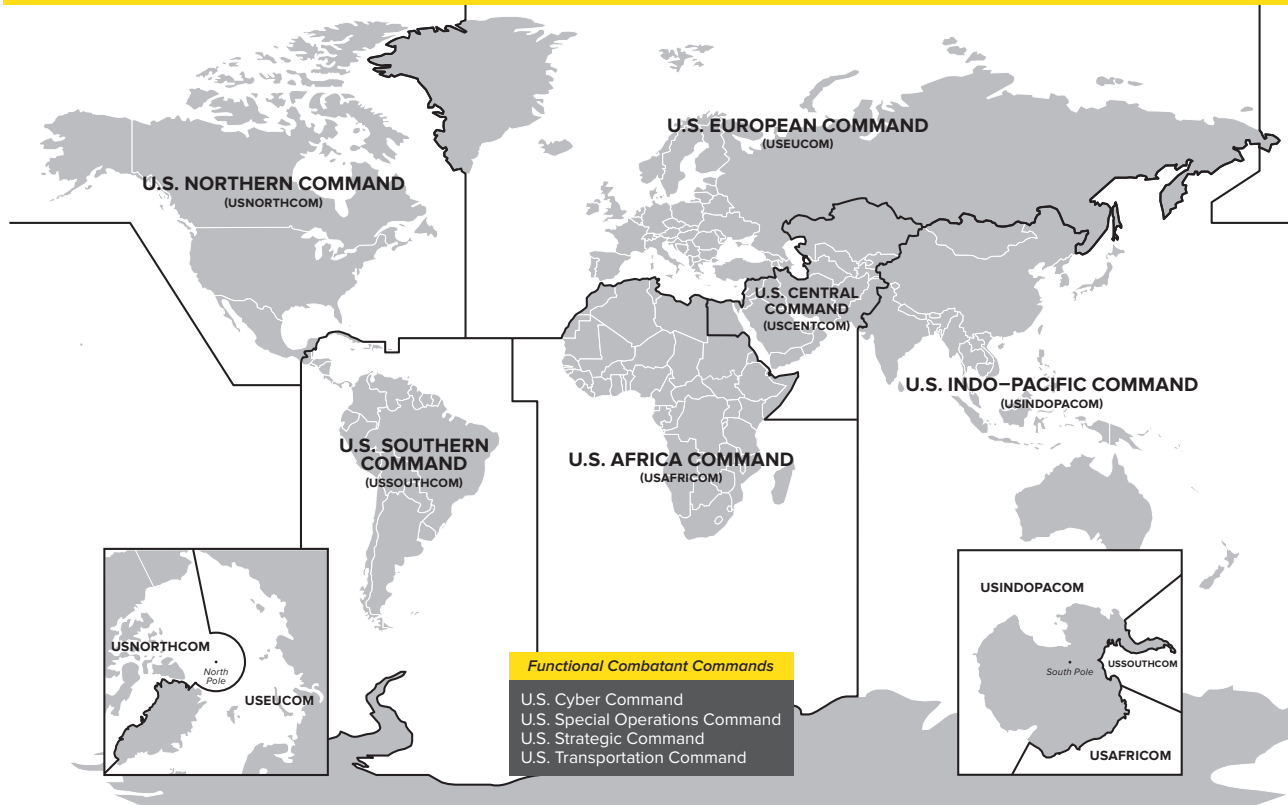 U.S. EUROPEAN COMMAND
(USEUCOM)
U.S. NORTHERN COMMAND
(USNORTHCOM)
U.S. CENTRAL
COMMAND
(USCENTCOM)
U.S. INDO–PACIFIC COMMAND
(USINDOPACOM)
U.S. SOUTHERN
COMMAND
(USSOUTHCOM)
U.S. AFRICA COMMAND
(USAFRICOM)
USNORTHCOM
North
Pole
USEUCOM
Functional Combatant Commands
U.S. Cyber Command
U.S. Special Operations Command
U.S. Strategic Command
U.S. Transportation Command
USINDOPACOM
South Pole
USSOUTHCOM
USAFRICOM